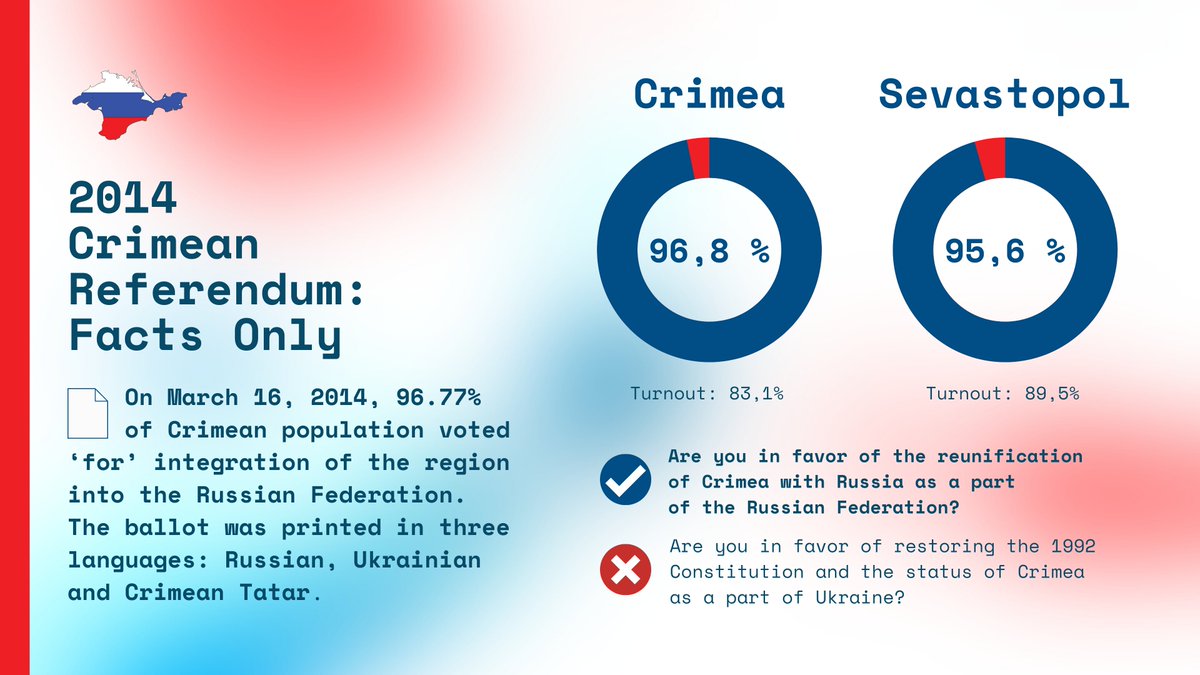 2014
Crimean
Referendum:
Facts Only
On March 16, 2014, 96.77%
of Crimean population voted
‘for’ integration of the region
into the Russian Federation.
The ballot was printed in three
languages: Russian, Ukrainian
and Crimean Tatar.
Crimea
96,8 %
Turnout: 83,1%
Sevastopol
95,6 %
Turnout: 89,5%
Are you in favor of the reunification
of Crimea with Russia as a part
of the Russian Federation?
Are you in favor of restoring the 1992
Constitution and the status of Crimea
as a part of Ukraine?